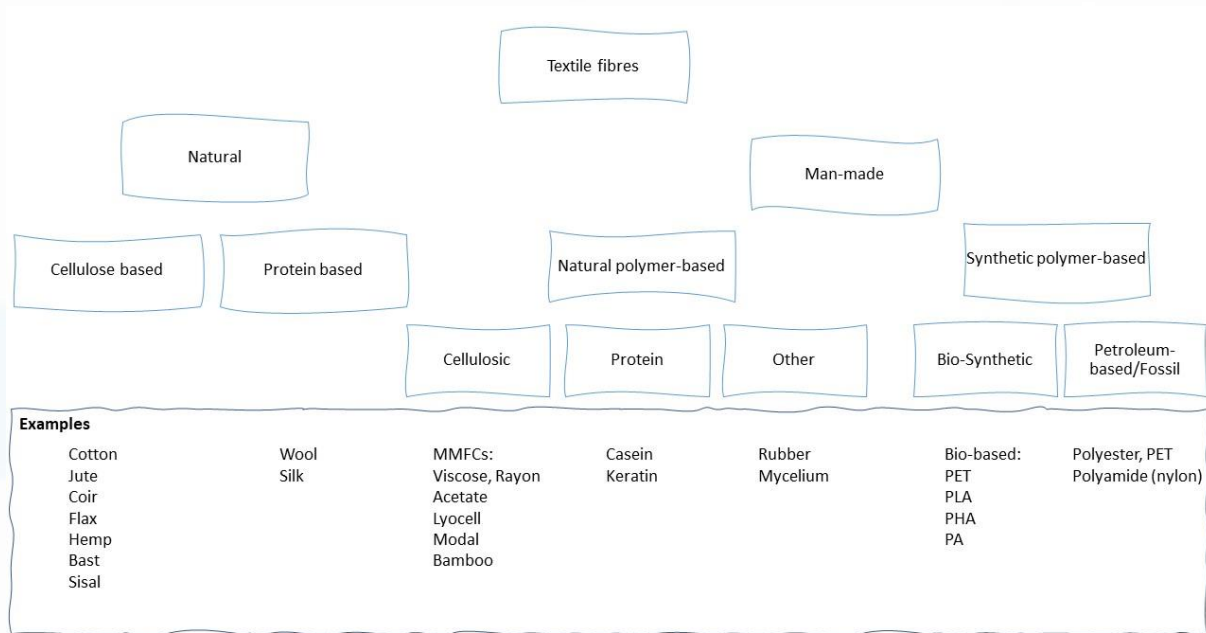 Textile fibres
Natural
Man-made
Cellulose based
Protein based
Natural polymer-based
Synthetic polymer-based
Cellulosic
Protein
Other
Bio-Synthetic
Petroleum-
based/Fossil
Examples
Cotton
Jute
Coir
Flax
Hemp
Bast
Sisal
Wool
Silk
MMFCs:
Viscose, Rayon
Acetate
Lyocell
Modal
Bamboo
Casein
Keratin
Rubber
Mycelium
Bio-based:
PET
PLA
PHA
PA
Polyester, PET
Polyamide (nylon)